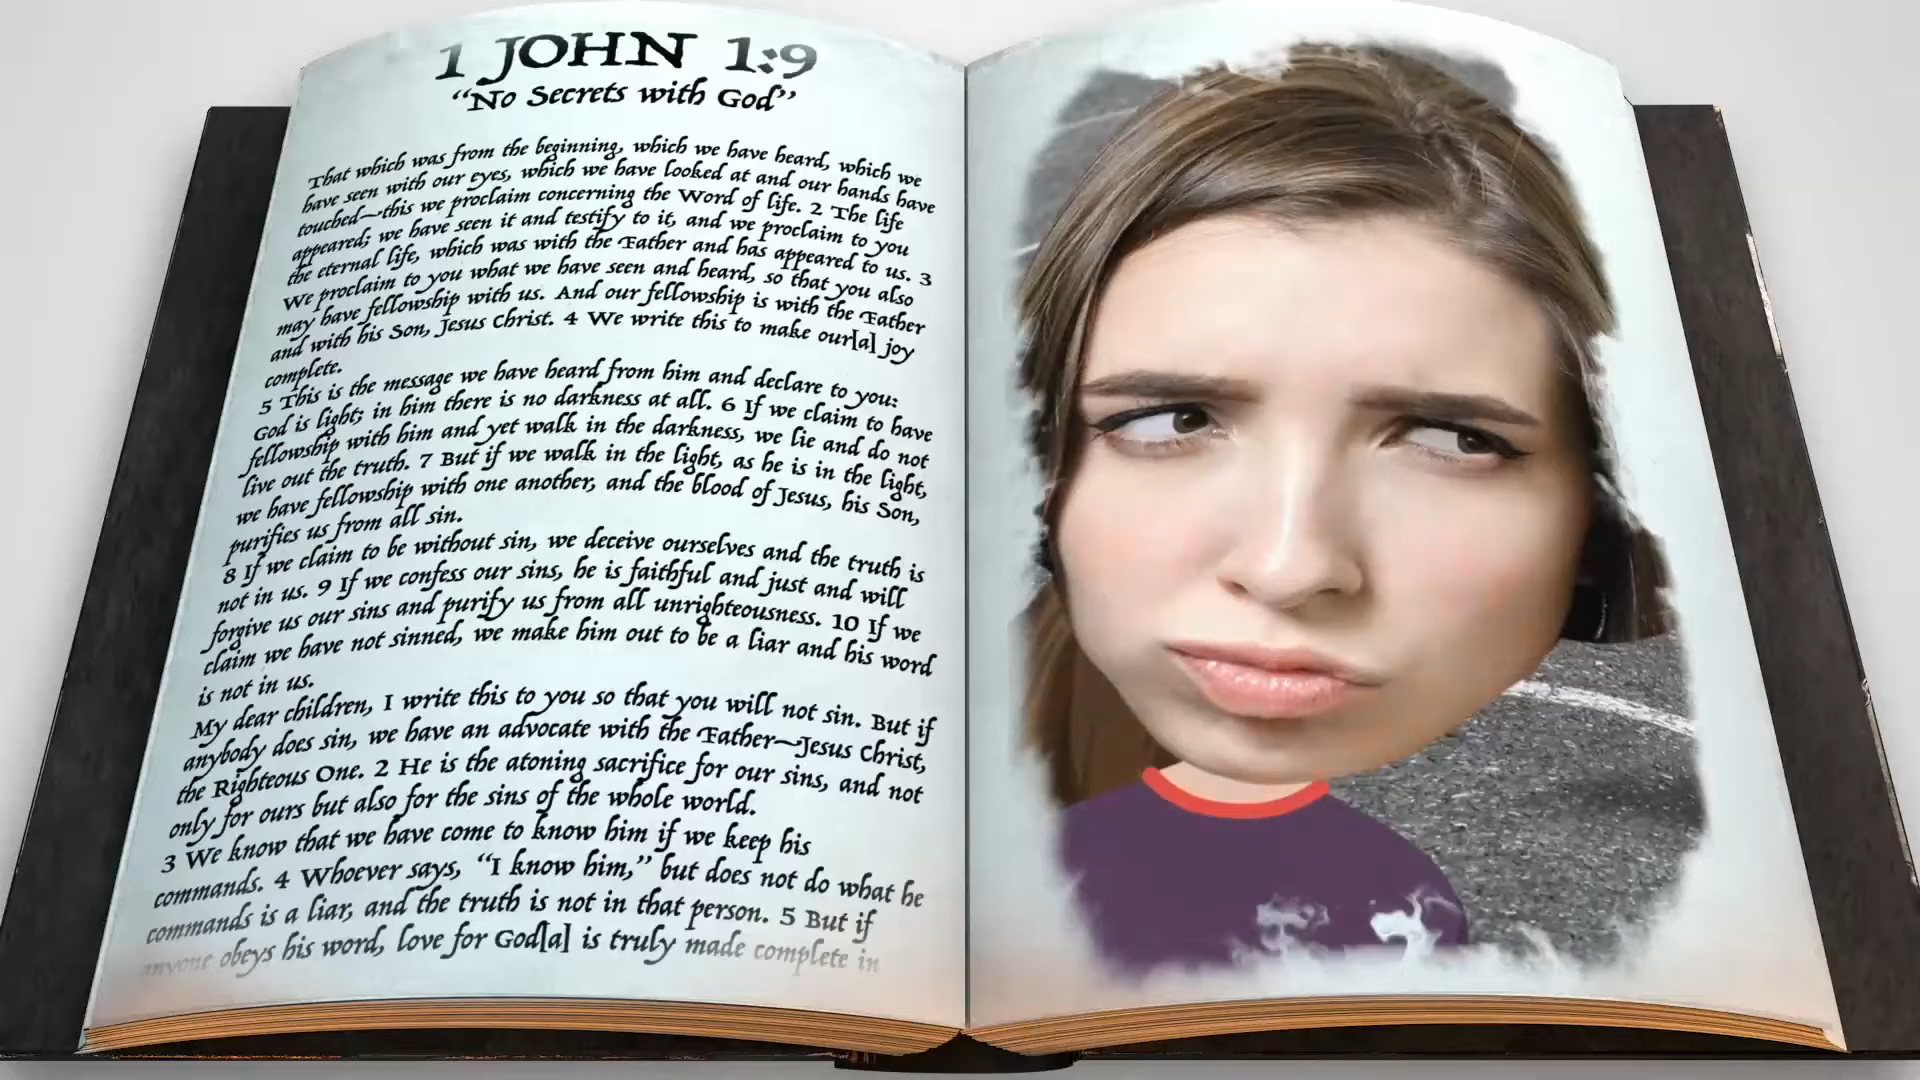 1 JOHN 1:9
“No Secrets with God”
That which was from the beginning, which we have heard, which we
have seen with our eyes, which we have looked at and our hands have
touched—this we proclaim concerning the Word of life. 2 The life
appeared; we have seen it and testify to it, and we proclaim to you
the eternal life, which was with the Father and has appeared to us. 3
We proclaim to you what we have seen and heard, so that you also
may have fellowship with us. And our fellowship is with the Father
and with his Son, Jesus Christ. 4 We write this to make our[a] joy
complete.
5 This is the message we have heard from him and declare to you:
God is light; in him there is no darkness at all. 6 If we claim to have
fellowship with him and yet walk in the darkness, we lie and do not
live out the truth. 7 But if we walk in the light, as he is in the light,
we have fellowship with one another, and the blood of Jesus, his Son,
purifies us from all sin.
8 If we claim to be without sin, we deceive ourselves and the truth is
not in us. 9 If we confess our sins, he is faithful and just and will
forgive us our sins and purify us from all unrighteousness. 10 If we
claim we have not sinned, we make him out to be a liar and his word
is not in us.
My dear children, I write this to you so that you will not sin. But if
anybody does sin, we have an advocate with the Father—Jesus Christ,
the Righteous One. 2 He is the atoning sacrifice for our sins, and not
only for ours but also for the sins of the whole world.
3 We know that we have come to know him if we keep his
commands. 4 Whoever says, “I know him,” but does not do what he
commands is a liar, and the truth is not in that person. 5 But if
anyone obeys his word, love for God[a] is truly made complete in